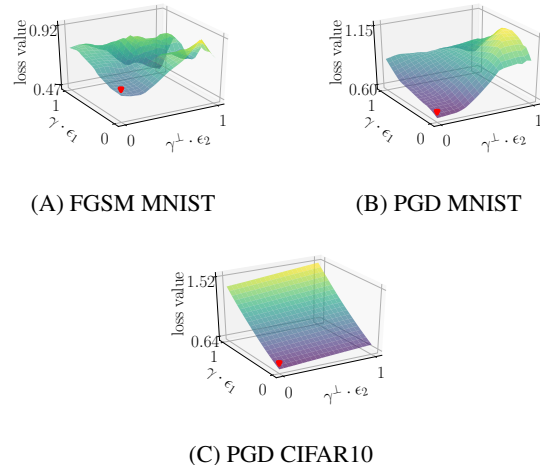 0.92
0.47
loss value
1
0
γ · ϵ₁
0
1
γ⊥ · ϵ₂
(A) FGSM MNIST
1.15
0.60
loss value
1
0
γ · ϵ₁
0
1
γ⊥ · ϵ₂
(B) PGD MNIST
1.52
0.64
loss value
1
0
γ · ϵ₁
0
1
γ⊥ · ϵ₂
(C) PGD CIFAR10